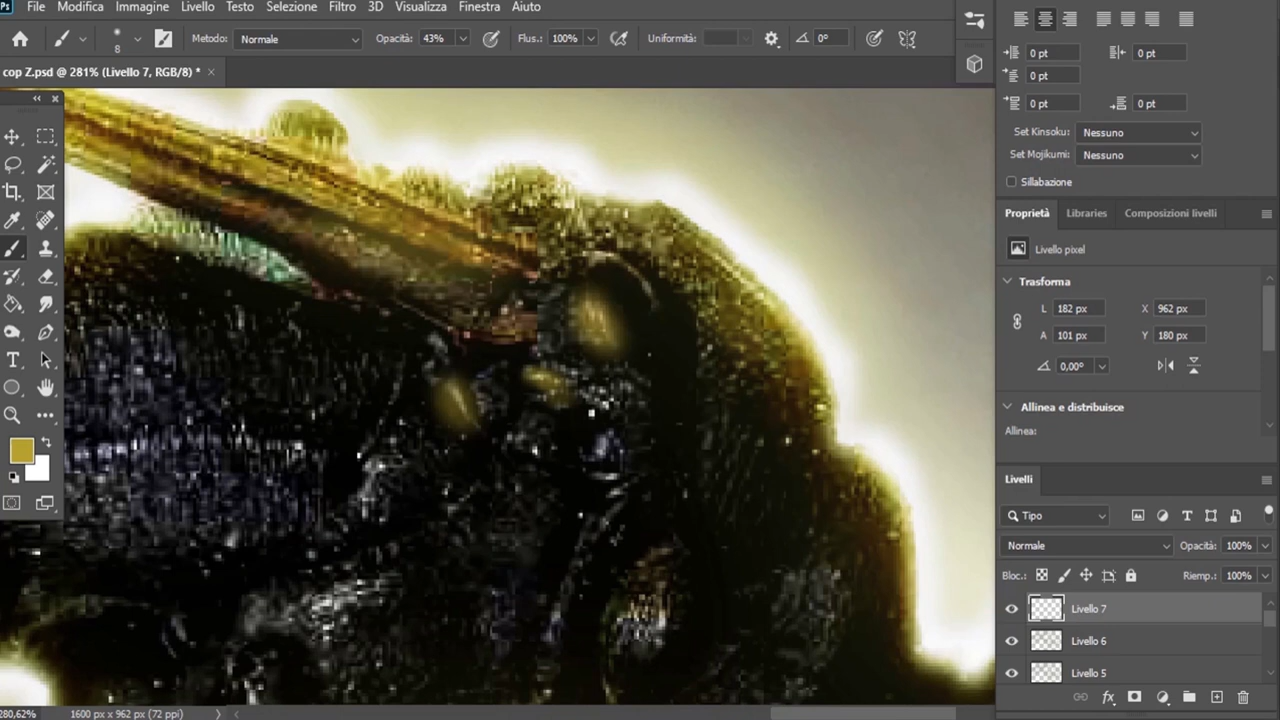 Ps File Modifica Immagine Livello Testo Selezione Filtro 3D Visualizza Finestra Aiuto
8 Metodo: Normale Opacità: 43% Flus.: 100% Uniformità: 0°
cop Z.psd @ 281% (Livello 7, RGB/8) * ×
0 pt 0 pt
0 pt
0 pt 0 pt
Set Kinsoku: Nessuno
Set Mojikumi: Nessuno
Sillabazione
Proprietà Libraries Composizioni livelli
Livello pixel
Trasforma
L 182 px X 962 px
A 101 px Y 180 px
0,00°
Allinea e distribuisce
Allinea:
Livelli
Tipo
Normale Opacità: 100%
Bloc.: Riemp.: 100%
Livello 7
Livello 6
Livello 5
280,62% 1600 px x 962 px (72 ppi)